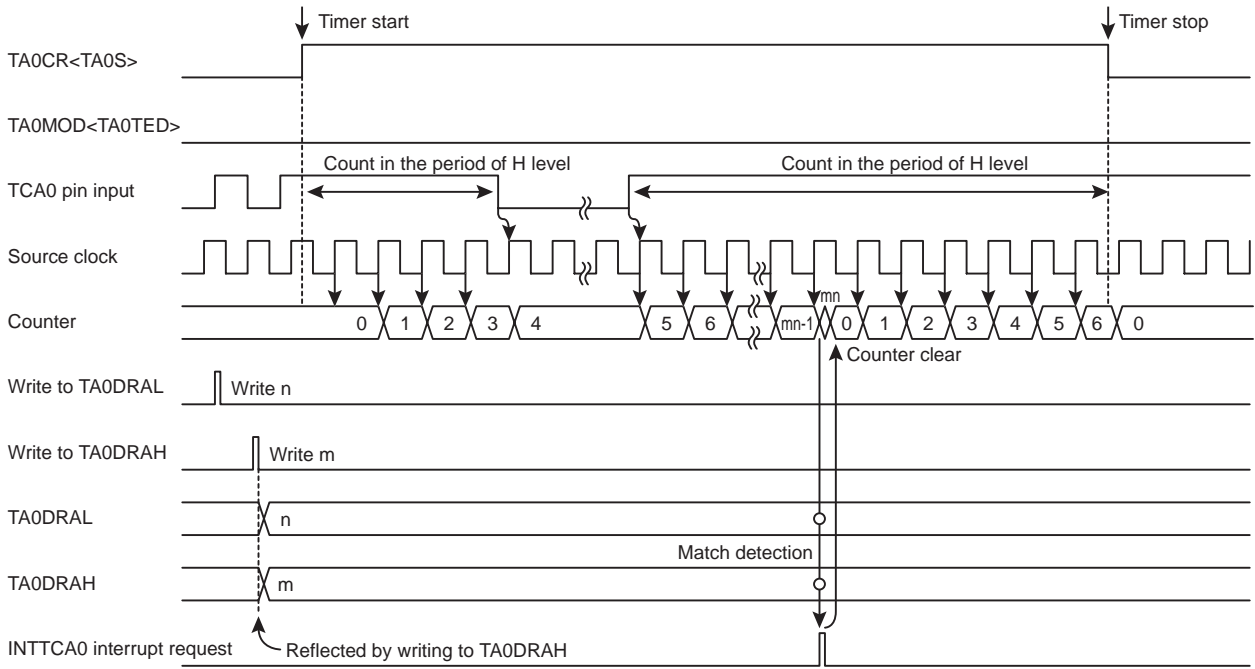 Timer start Timer stop
TA0CR<TA0S>
TA0MOD<TA0TED>
Count in the period of H level Count in the period of H level
TCA0 pin input
Source clock
mn
Counter 0 1 2 3 4 5 6 mn-1 0 1 2 3 4 5 6 0
Counter clear
Write to TA0DRAL Write n
Write to TA0DRAH Write m
TA0DRAL n
Match detection
TA0DRAH m
INTTCA0 interrupt request Reflected by writing to TA0DRAH